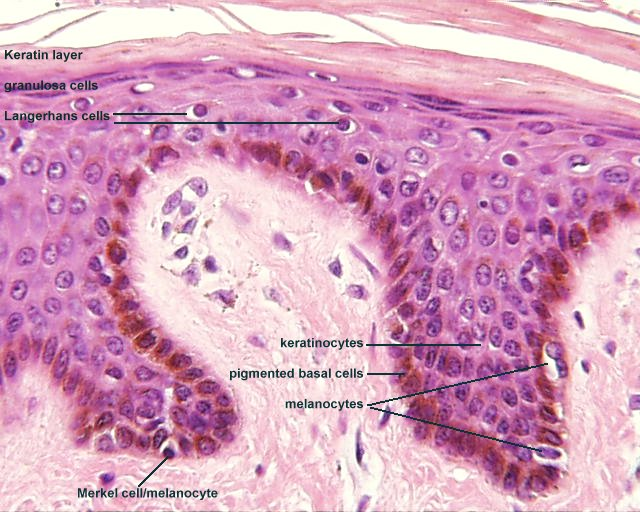 Keratin layer
granulosa cells
Langerhans cells
keratinocytes
pigmented basal cells
melanocytes
Merkel cell/melanocyte